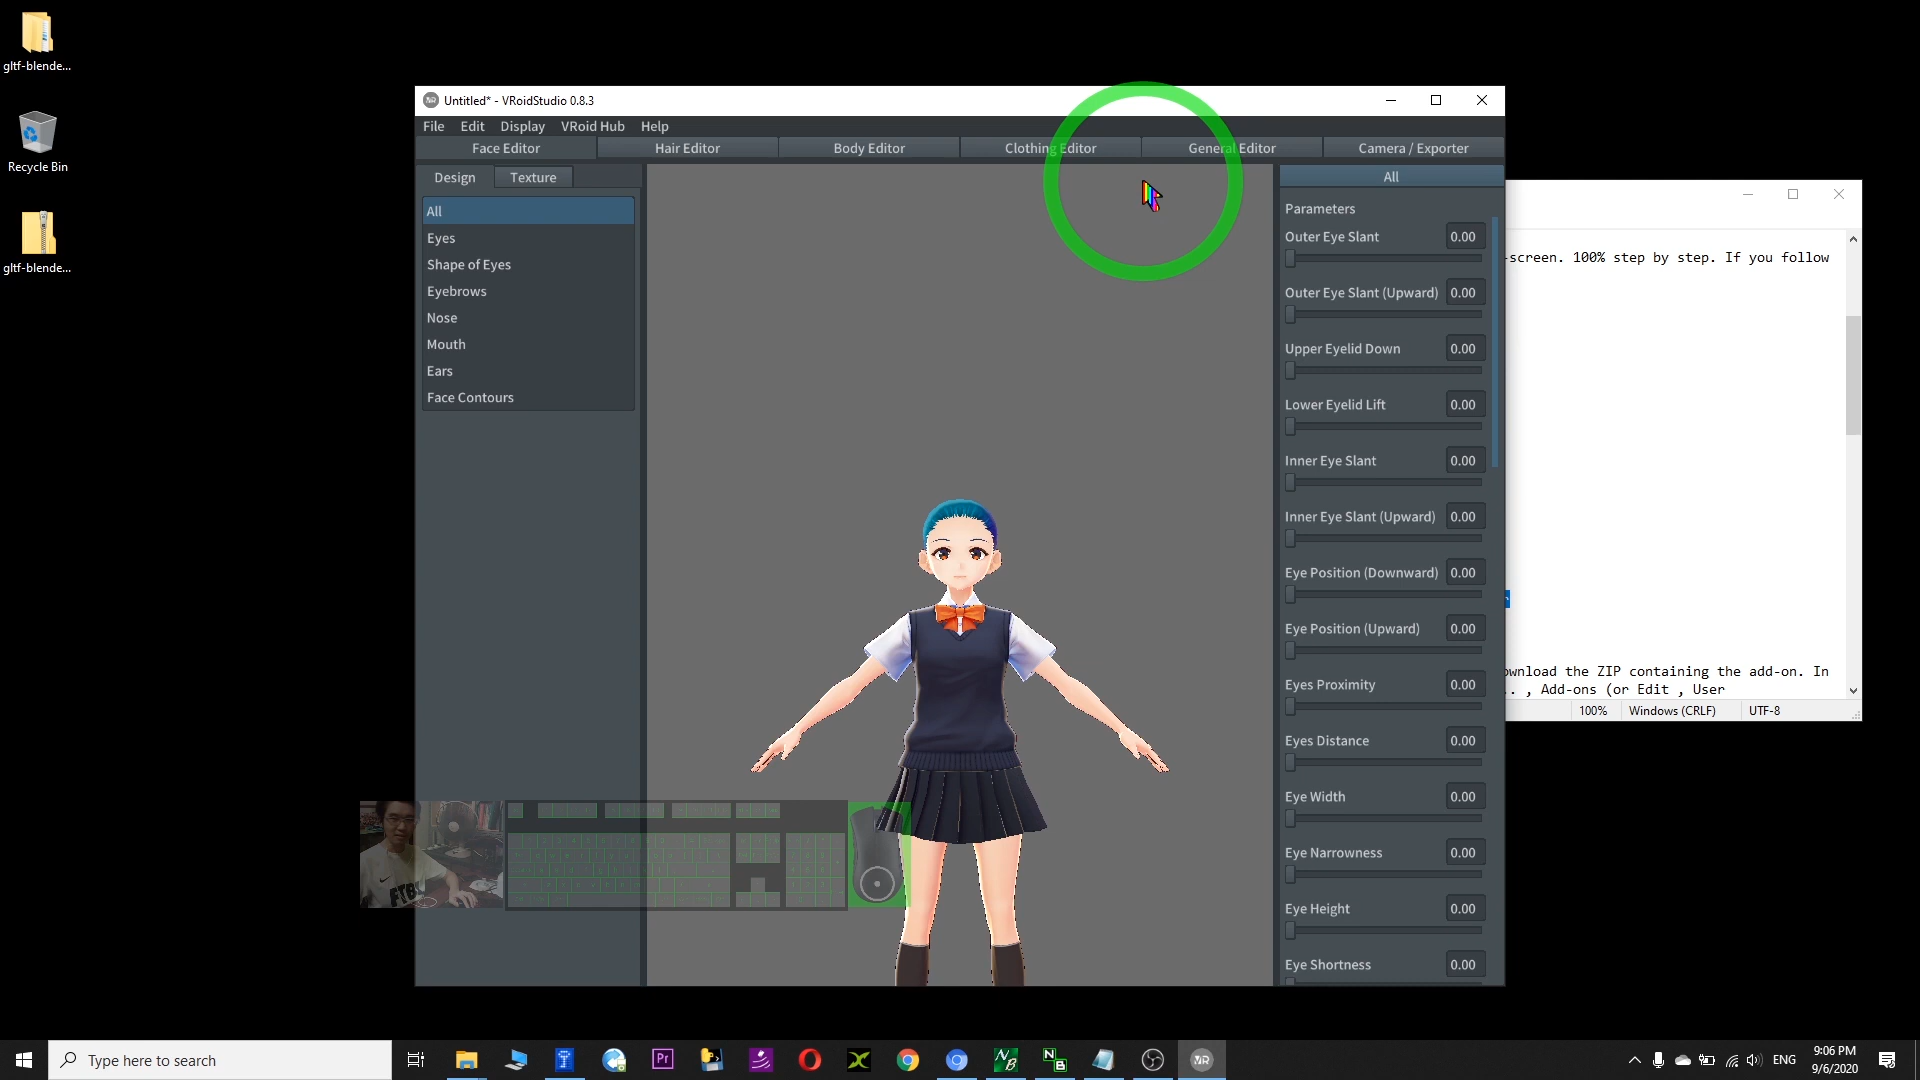 gltf-blende...
Recycle Bin
gltf-blende...
Untitled* - VRoidStudio 0.8.3
File Edit Display VRoid Hub Help
Face Editor Hair Editor Body Editor Clothing Editor General Editor Camera / Exporter
Design Texture
All
Eyes
Shape of Eyes
Eyebrows
Nose
Mouth
Ears
Face Contours
All
Parameters
Outer Eye Slant 0.00
Outer Eye Slant (Upward) 0.00
Upper Eyelid Down 0.00
Lower Eyelid Lift 0.00
Inner Eye Slant 0.00
Inner Eye Slant (Upward) 0.00
Eye Position (Downward) 0.00
Eye Position (Upward) 0.00
Eyes Proximity 0.00
Eyes Distance 0.00
Eye Width 0.00
Eye Narrowness 0.00
Eye Height 0.00
Eye Shortness 0.00
-screen. 100% step by step. If you follow
ownload the ZIP containing the add-on. In
.. , Add-ons (or Edit , User
100% Windows (CRLF) UTF-8
Type here to search
Pr
ENG
9:06 PM
9/6/2020